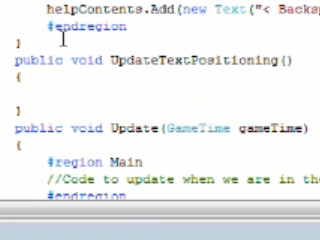 helpContents.Add(new Text("< Backsp
#endregion
}
public void UpdateTextPositioning()
{
}
public void Update(GameTime gameTime)
{
#region Main
//Code to update when we are in the
#endregion